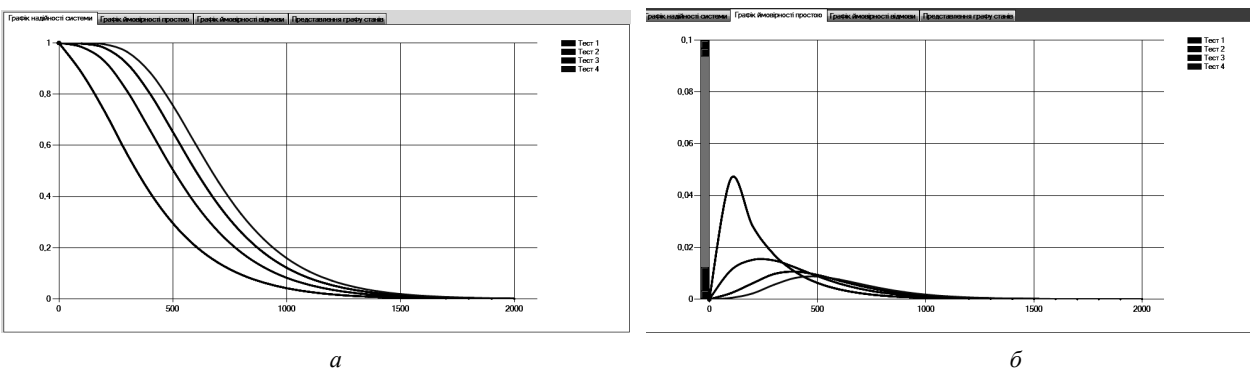 Графік надійності системи Графік ймовірності простою Графік ймовірності відмови Представлення графу станів
1
0,8
0,6
0,4
0,2
0
0 500 1000 1500 2000
Тест 1
Тест 2
Тест 3
Тест 4
а
Графік надійності системи Графік ймовірності простою Графік ймовірності відмови Представлення графу станів
0,1
0,08
0,06
0,04
0,02
0
0 500 1000 1500 2000
Тест 1
Тест 2
Тест 3
Тест 4
б